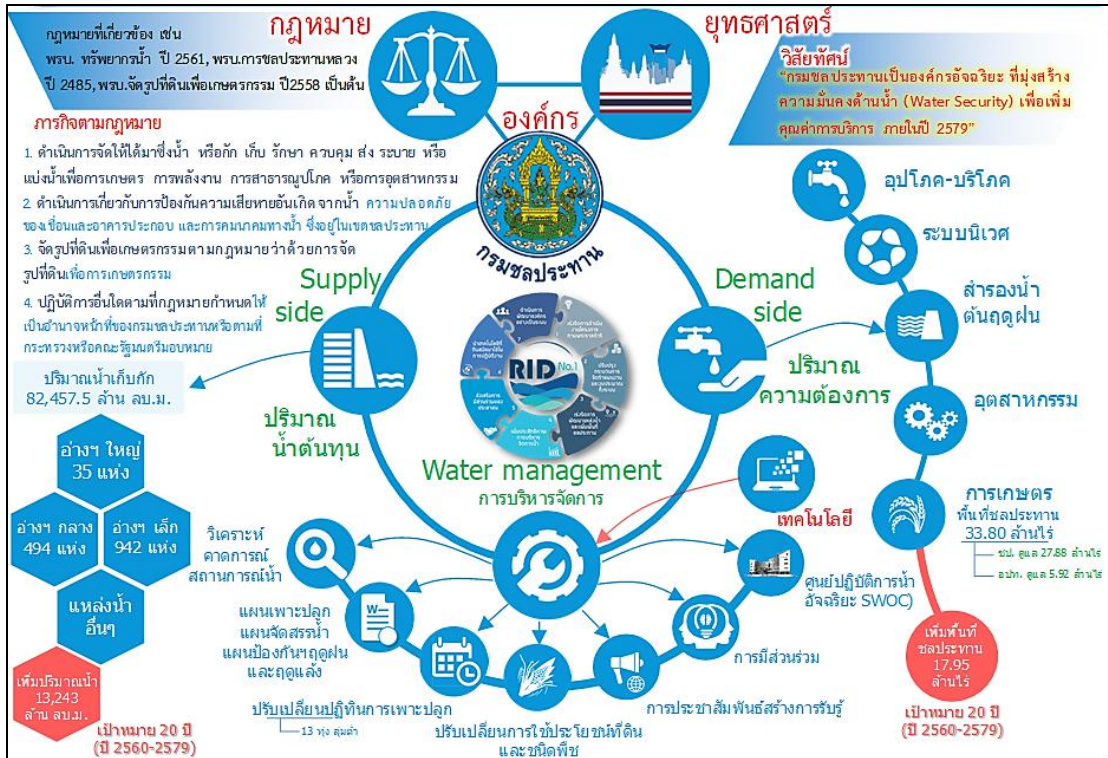 กฎหมายที่เกี่ยวข้อง เช่น
พรบ. ทรัพยากรน้ำ ปี 2561, พรบ.การชลประทานหลวง
ปี 2485, พรบ.จัดรูปที่ดินเพื่อเกษตรกรรม ปี2558 เป็นต้น
กฎหมาย
ยุทธศาสตร์
องค์กร
กรมชลประทาน
วิสัยทัศน์
"กรมชลประทานเป็นองค์กรอัจฉริยะ ที่มุ่งสร้าง
ความมั่นคงด้านน้ำ (Water Security) เพื่อเพิ่ม
คุณค่าการบริการ ภายในปี 2579"
ภารกิจตามกฎหมาย
1. ดำเนินการจัดให้ได้มาซึ่งน้ำ หรือกัก เก็บ รักษา ควบคุม ส่ง ระบาย หรือ
แบ่งน้ำเพื่อการเกษตร การพลังงาน การสาธารณูปโภค หรือการอุตสาหกรรม
2. ดำเนินการเกี่ยวกับการป้องกันความเสียหายอันเกิดจากน้ำ ความปลอดภัย
ของเขื่อนและอาคารประกอบ และการคมนาคมทางน้ำ ซึ่งอยู่ในเขตชลประทาน
3. จัดรูปที่ดินเพื่อเกษตรกรรมตามกฎหมายว่าด้วยการจัด
รูปที่ดินเพื่อการเกษตรกรรม
4. ปฏิบัติการอื่นใดตามที่กฎหมายกำหนดให้
เป็นอำนาจหน้าที่ของกรมชลประทานหรือตามที่
กระทรวงหรือคณะรัฐมนตรีมอบหมาย
Supply
side
ปริมาณ
น้ำต้นทุน
ปริมาณน้ำเก็บกัก
82,457.5 ล้าน ลบ.ม.
อ่างฯ ใหญ่
35 แห่ง
อ่างฯ กลาง
494 แห่ง
อ่างฯ เล็ก
942 แห่ง
แหล่งน้ำ
อื่นๆ
เพิ่มปริมาณน้ำ
13,243
ล้าน ลบ.ม.
เป้าหมาย 20 ปี
(ปี 2560-2579)
RID
No.1
Water management
การบริหารจัดการ
Demand
side
ปริมาณ
ความต้องการ
อุปโภค-บริโภค
ระบบนิเวศ
สำรองน้ำ
ต้นฤดูฝน
อุตสาหกรรม
การเกษตร
พื้นที่ชลประทาน
33.80 ล้านไร่
ชป. ดูแล 27.88 ล้านไร่
อปท. ดูแล 5.92 ล้านไร่
เพิ่มพื้นที่
ชลประทาน
17.95
ล้านไร่
เป้าหมาย 20 ปี
(ปี 2560-2579)
เทคโนโลยี
วิเคราะห์
คาดการณ์
สถานการณ์น้ำ
แผนเพาะปลูก
แผนจัดสรรน้ำ
แผนป้องกันฯฤดูฝน
และฤดูแล้ง
ปรับเปลี่ยนปฏิทินการเพาะปลูก
13 ทุ่ง ลุ่มต่ำ
ปรับเปลี่ยนการใช้ประโยชน์ที่ดิน
และชนิดพืช
การประชาสัมพันธ์สร้างการรับรู้
การมีส่วนร่วม
ศูนย์ปฏิบัติการน้ำ
อัจฉริยะ SWOC)